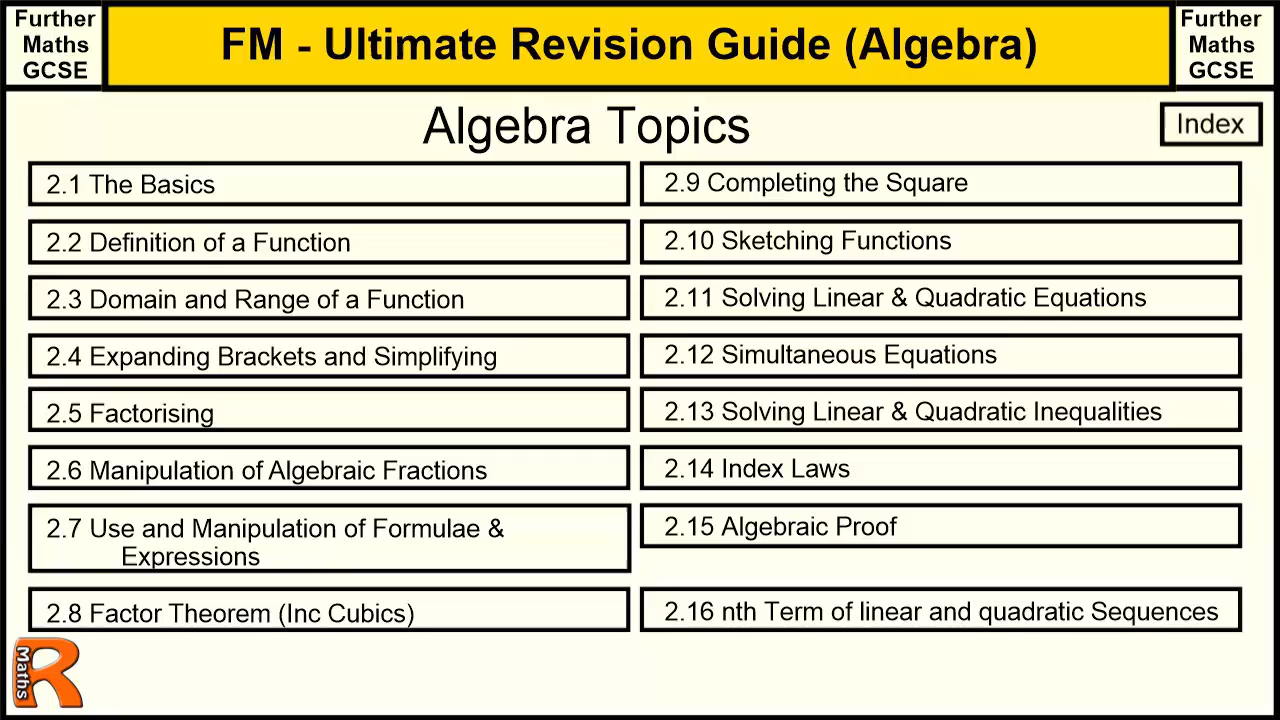 Further
Maths
GCSE
FM - Ultimate Revision Guide (Algebra)
Further
Maths
GCSE
Algebra Topics
Index
2.1 The Basics
2.2 Definition of a Function
2.3 Domain and Range of a Function
2.4 Expanding Brackets and Simplifying
2.5 Factorising
2.6 Manipulation of Algebraic Fractions
2.7 Use and Manipulation of Formulae &
Expressions
2.8 Factor Theorem (Inc Cubics)
2.9 Completing the Square
2.10 Sketching Functions
2.11 Solving Linear & Quadratic Equations
2.12 Simultaneous Equations
2.13 Solving Linear & Quadratic Inequalities
2.14 Index Laws
2.15 Algebraic Proof
2.16 nth Term of linear and quadratic Sequences
R
Maths